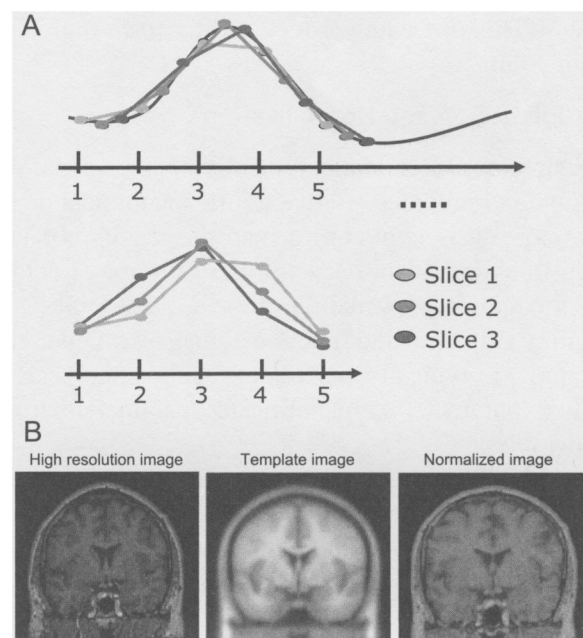 A
1 2 3 4 5
......
Slice 1
Slice 2
Slice 3
1 2 3 4 5
B
High resolution image Template image Normalized image